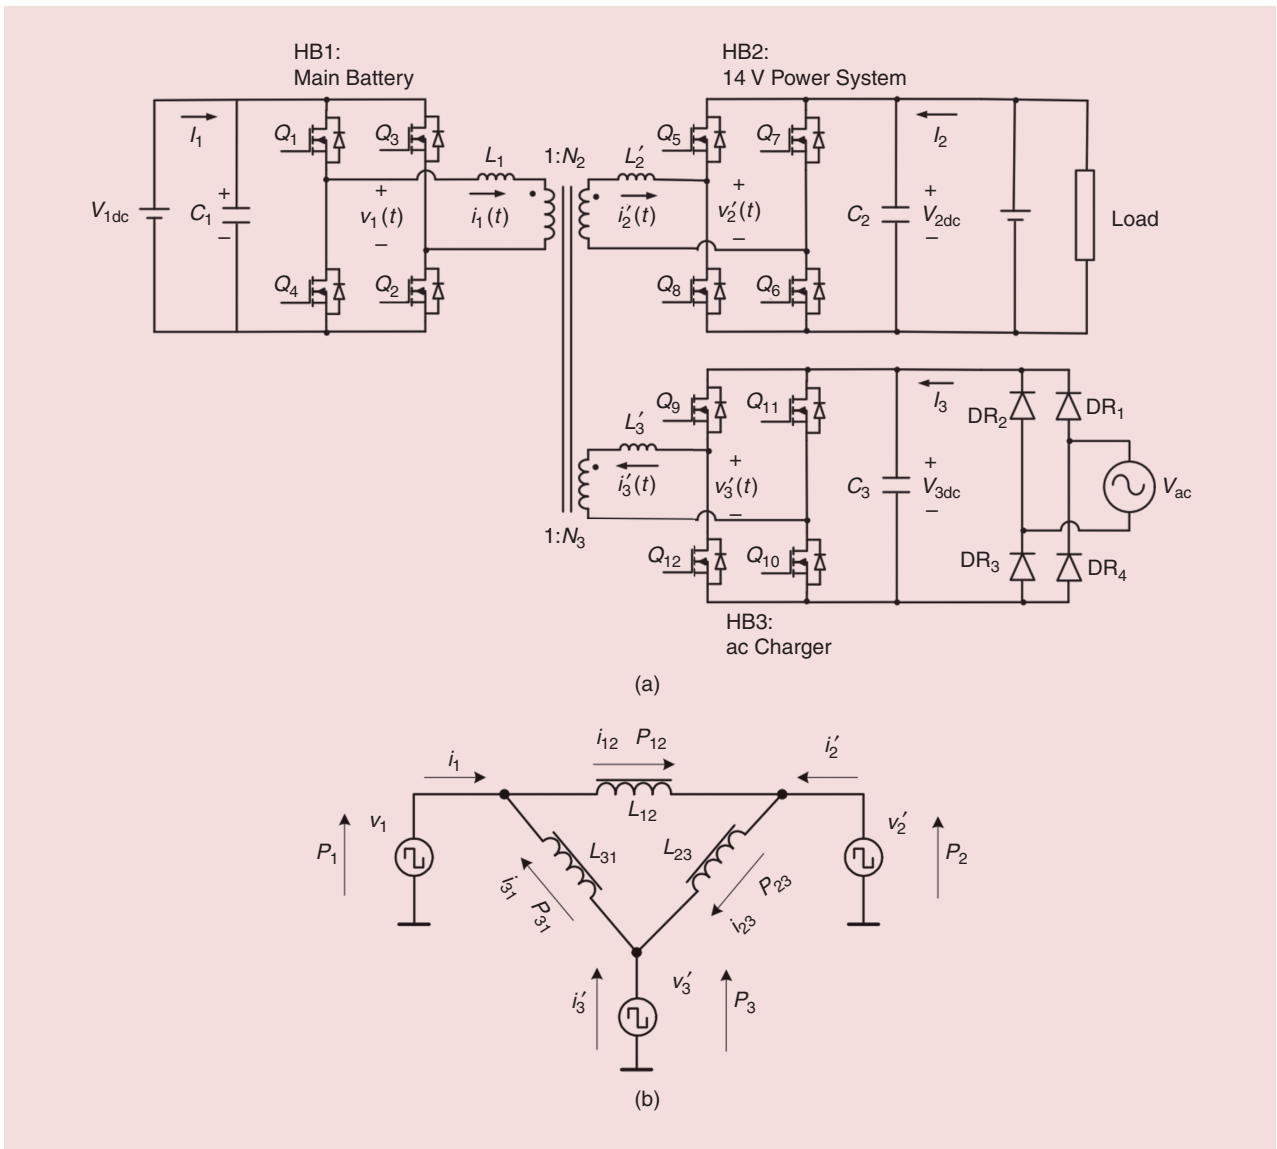 HB1:
Main Battery
HB2:
14 V Power System
I₁
Q₁
Q₃
L₁
1:N₂
L₂′
Q₅
Q₇
I₂
V₁dc
C₁
+
−
+
v₁(t)
−
i₁(t)
i₂′(t)
+
v₂′(t)
−
C₂
+
V₂dc
−
Load
Q₄
Q₂
Q₈
Q₆
Q₉
Q₁₁
I₃
DR₂
DR₁
L₃′
i₃′(t)
+
v₃′(t)
−
C₃
+
V₃dc
−
Vac
1:N₃
Q₁₂
Q₁₀
DR₃
DR₄
HB3:
ac Charger
(a)
i₁
i₁₂ P₁₂
i₂′
L₁₂
P₁
v₁
L₃₁
L₂₃
v₂′
P₂
i₃₁
P₃₁
P₂₃
i₂₃
i₃′
v₃′
P₃
(b)